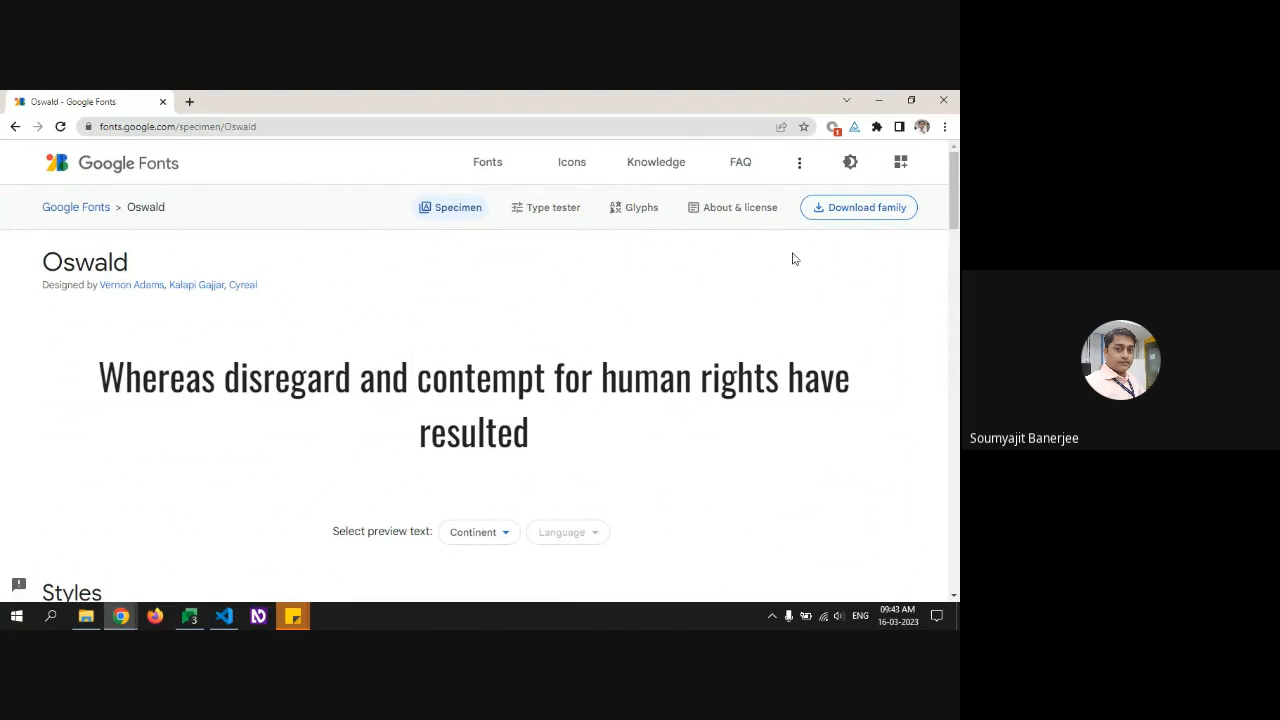 Oswald - Google Fonts
fonts.google.com/specimen/Oswald
1
Google Fonts
Fonts
Icons
Knowledge
FAQ
Google Fonts > Oswald
Specimen
Type tester
Glyphs
About & license
Download family
Oswald
Designed by Vernon Adams, Kalapi Gajjar, Cyreal
Whereas disregard and contempt for human rights have
resulted
Select preview text:
Continent
Language
Soumyajit Banerjee
Styles
3
ENG
09:43 AM
16-03-2023